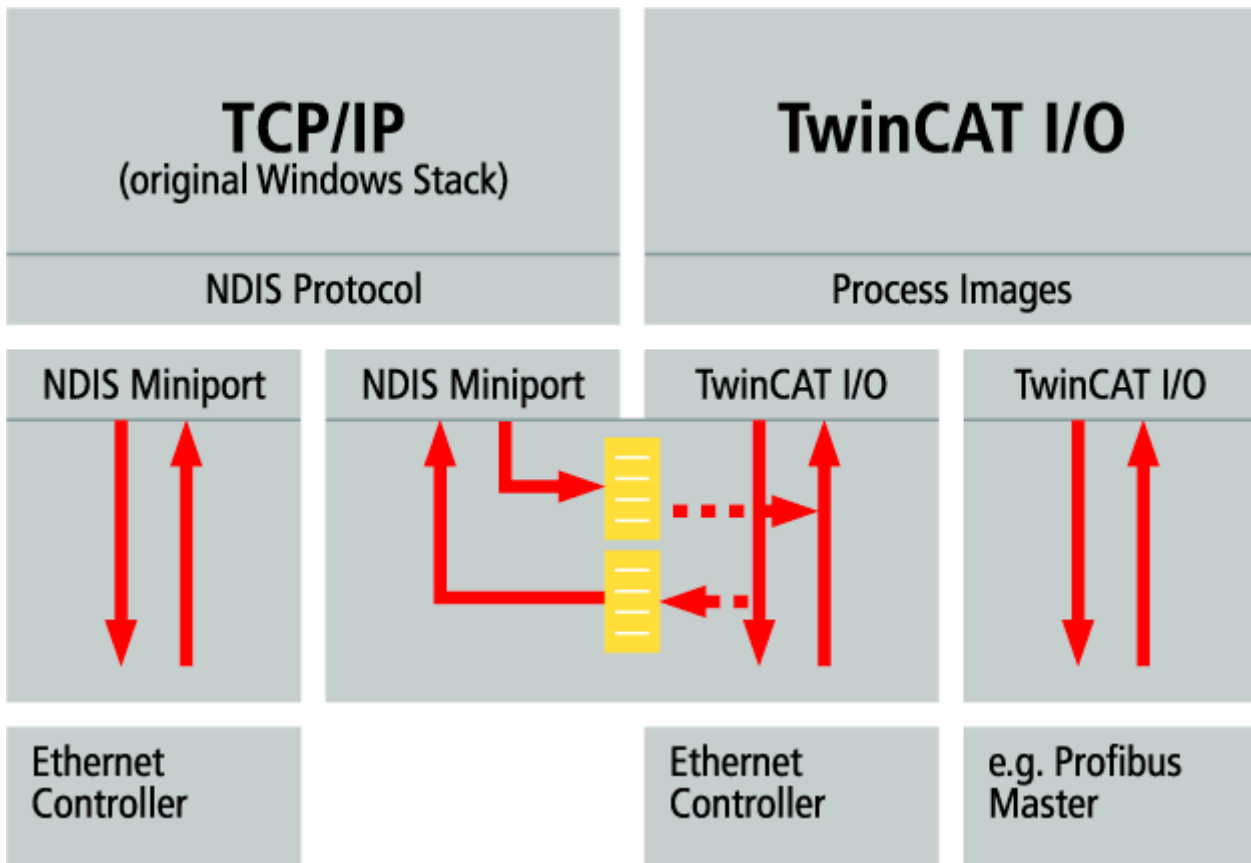 TCP/IP
(original Windows Stack)
TwinCAT I/O
NDIS Protocol
Process Images
NDIS Miniport
NDIS Miniport
TwinCAT I/O
TwinCAT I/O
Ethernet
Controller
Ethernet
Controller
e.g. Profibus
Master